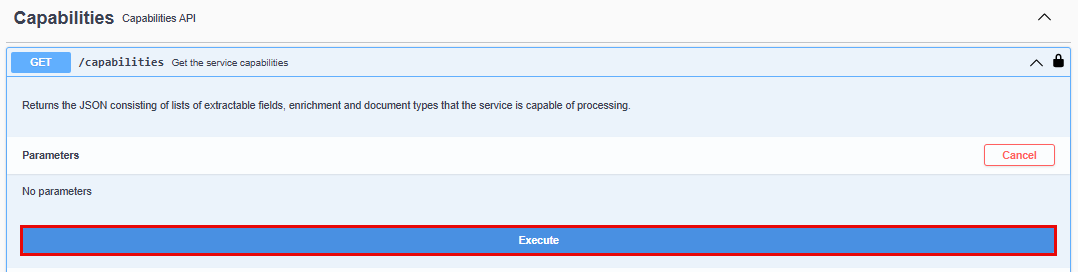 Capabilities Capabilities API
GET /capabilities Get the service capabilities
Returns the JSON consisting of lists of extractable fields, enrichment and document types that the service is capable of processing.
Parameters Cancel
No parameters
Execute